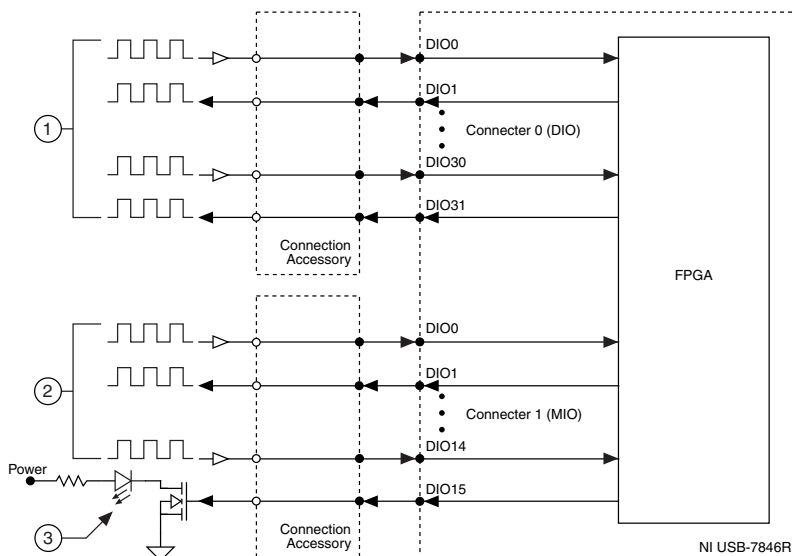 DIO0
DIO1
1
Connecter 0 (DIO)
DIO30
DIO31
Connection
Accessory
FPGA
DIO0
DIO1
2
Connecter 1 (MIO)
DIO14
Power
DIO15
3
Connection
Accessory
NI USB-7846R